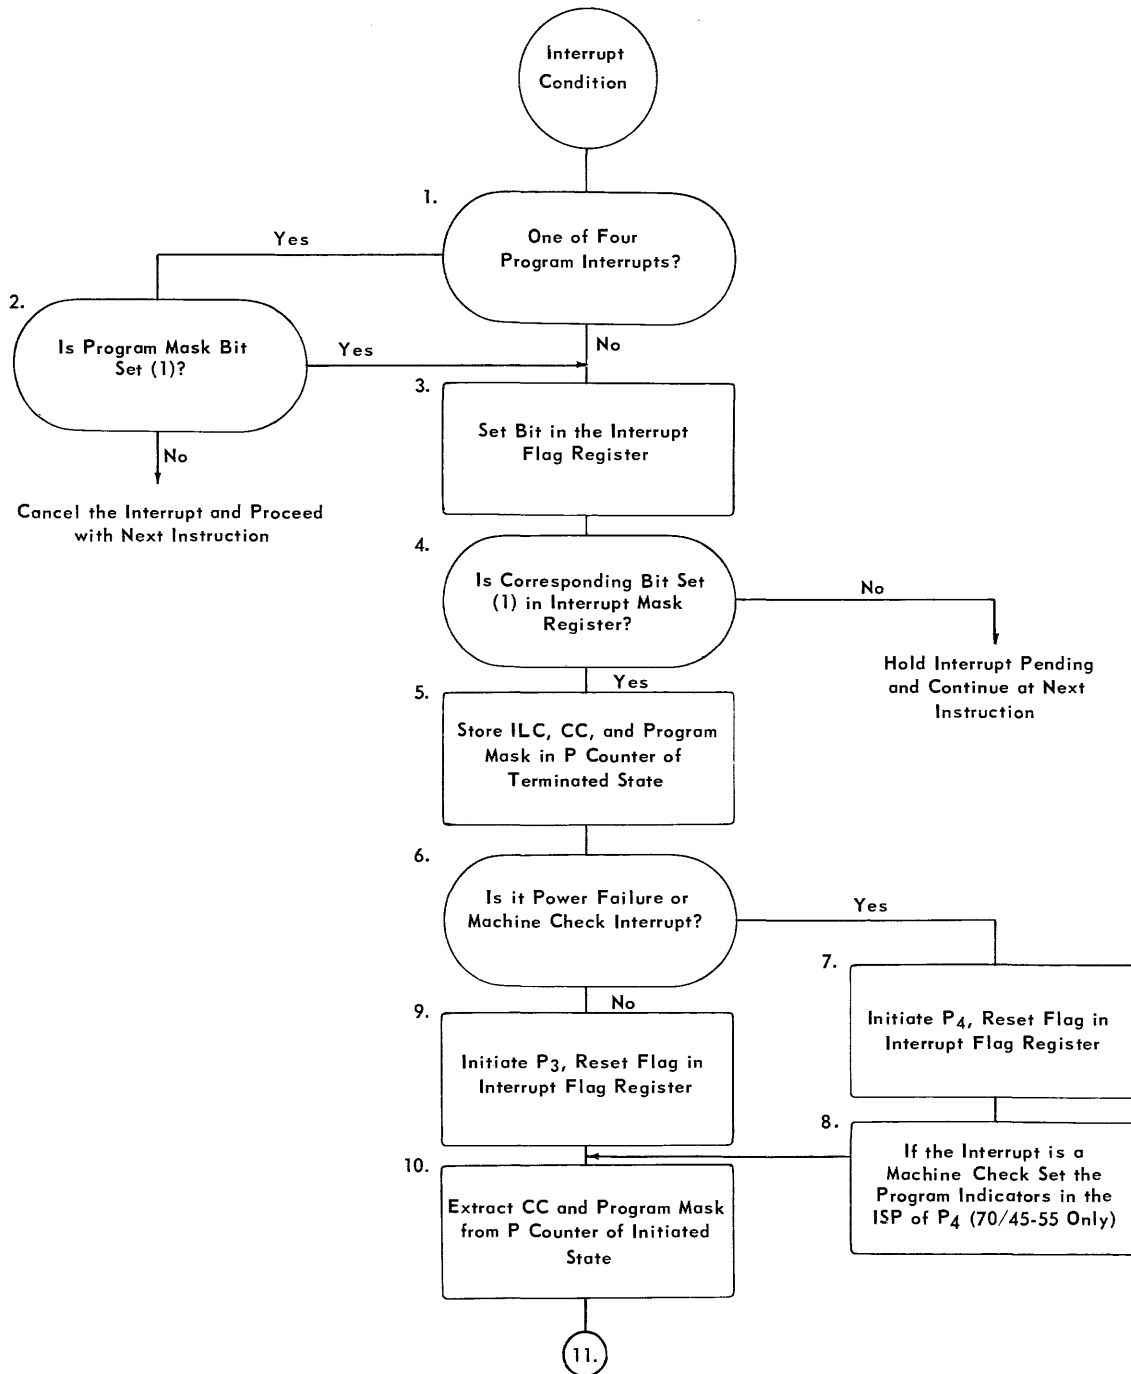 Interrupt
Condition
1.
One of Four
Program Interrupts?
Yes
No
2.
Is Program Mask Bit
Set (1)?
Yes
No
Cancel the Interrupt and Proceed
with Next Instruction
3.
Set Bit in the Interrupt
Flag Register
4.
Is Corresponding Bit Set
(1) in Interrupt Mask
Register?
No
Hold Interrupt Pending
and Continue at Next
Instruction
Yes
5.
Store ILC, CC, and Program
Mask in P Counter of
Terminated State
6.
Is it Power Failure or
Machine Check Interrupt?
Yes
No
7.
Initiate P4, Reset Flag in
Interrupt Flag Register
8.
If the Interrupt is a
Machine Check Set the
Program Indicators in the
ISP of P4 (70/45-55 Only)
9.
Initiate P3, Reset Flag in
Interrupt Flag Register
10.
Extract CC and Program Mask
from P Counter of Initiated
State
11.